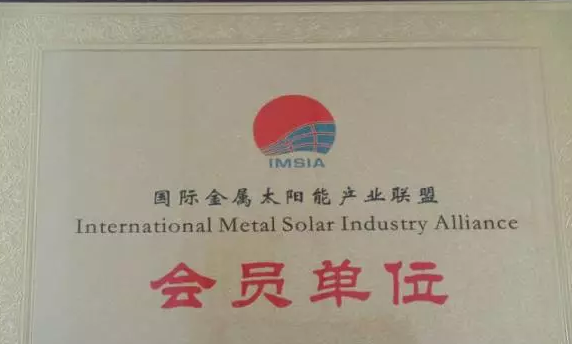 IMSIA
国际金属太阳能产业联盟
International Metal Solar Industry Alliance
会员单位